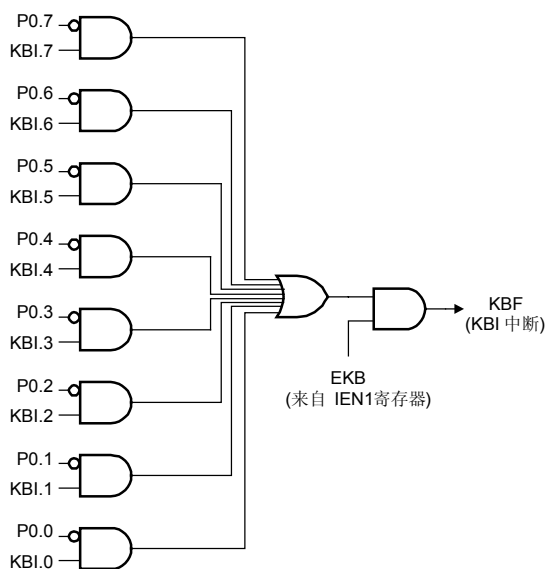 P0.7
KBI.7
P0.6
KBI.6
P0.5
KBI.5
P0.4
KBI.4
P0.3
KBI.3
P0.2
KBI.2
P0.1
KBI.1
P0.0
KBI.0
KBF
(KBI 中断)
EKB
(来自 IEN1寄存器)